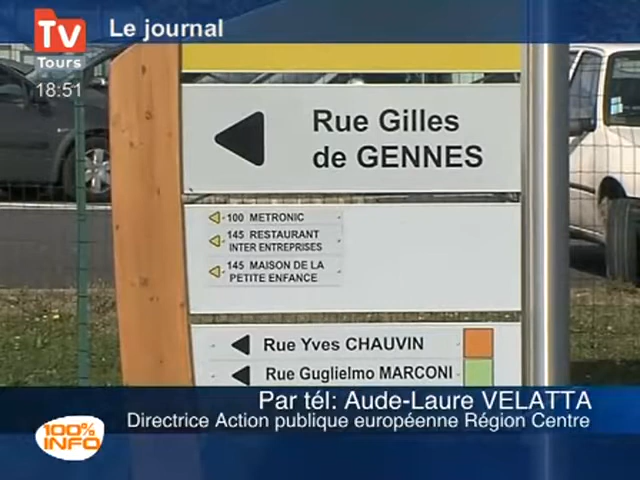 Tv
Tours
Le journal
18:51
Rue Gilles
de GENNES
100 METRONIC
145 RESTAURANT
INTER ENTREPRISES
145 MAISON DE LA
PETITE ENFANCE
Rue Yves CHAUVIN
Rue Guglielmo MARCONI
Par tél: Aude-Laure VELATTA
Directrice Action publique européenne Région Centre
100%
INFO